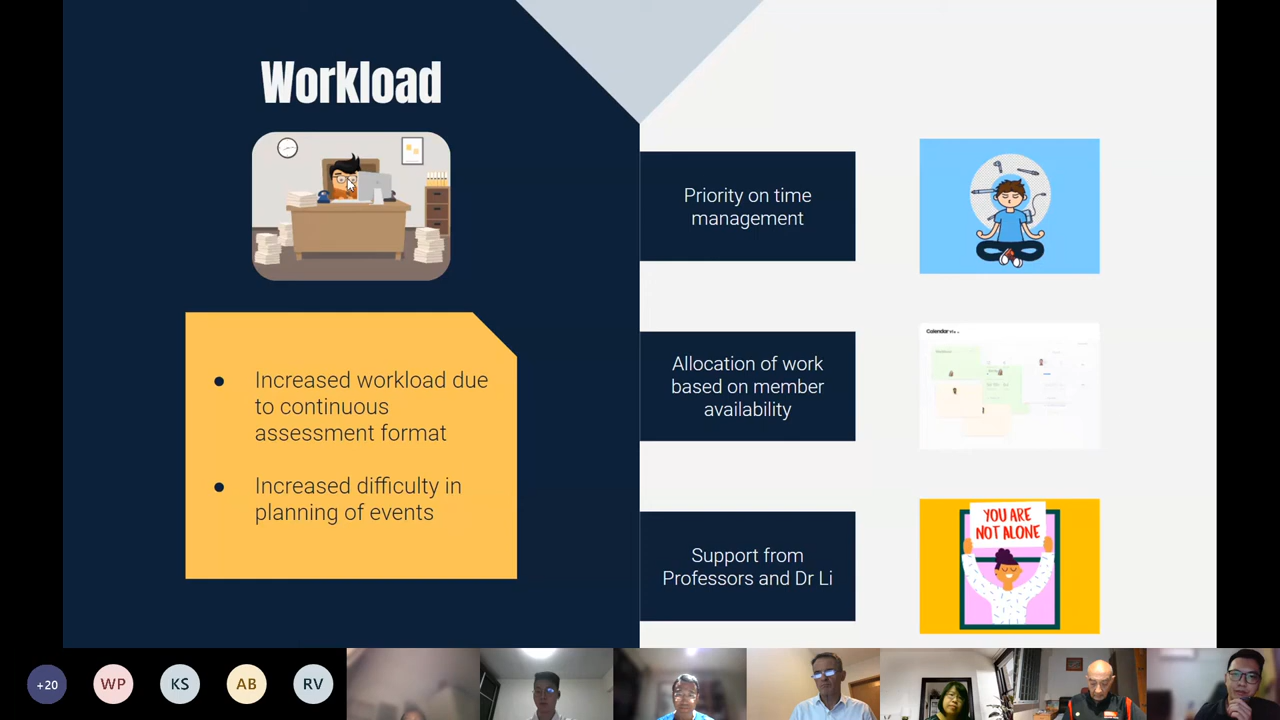 Workload
Increased workload due
to continuous
assessment format
Increased difficulty in
planning of events
Priority on time
management
Allocation of work
based on member
availability
Calendar
Support from
Professors and Dr Li
YOU ARE
NOT ALONE
+20
WP
KS
AB
RV